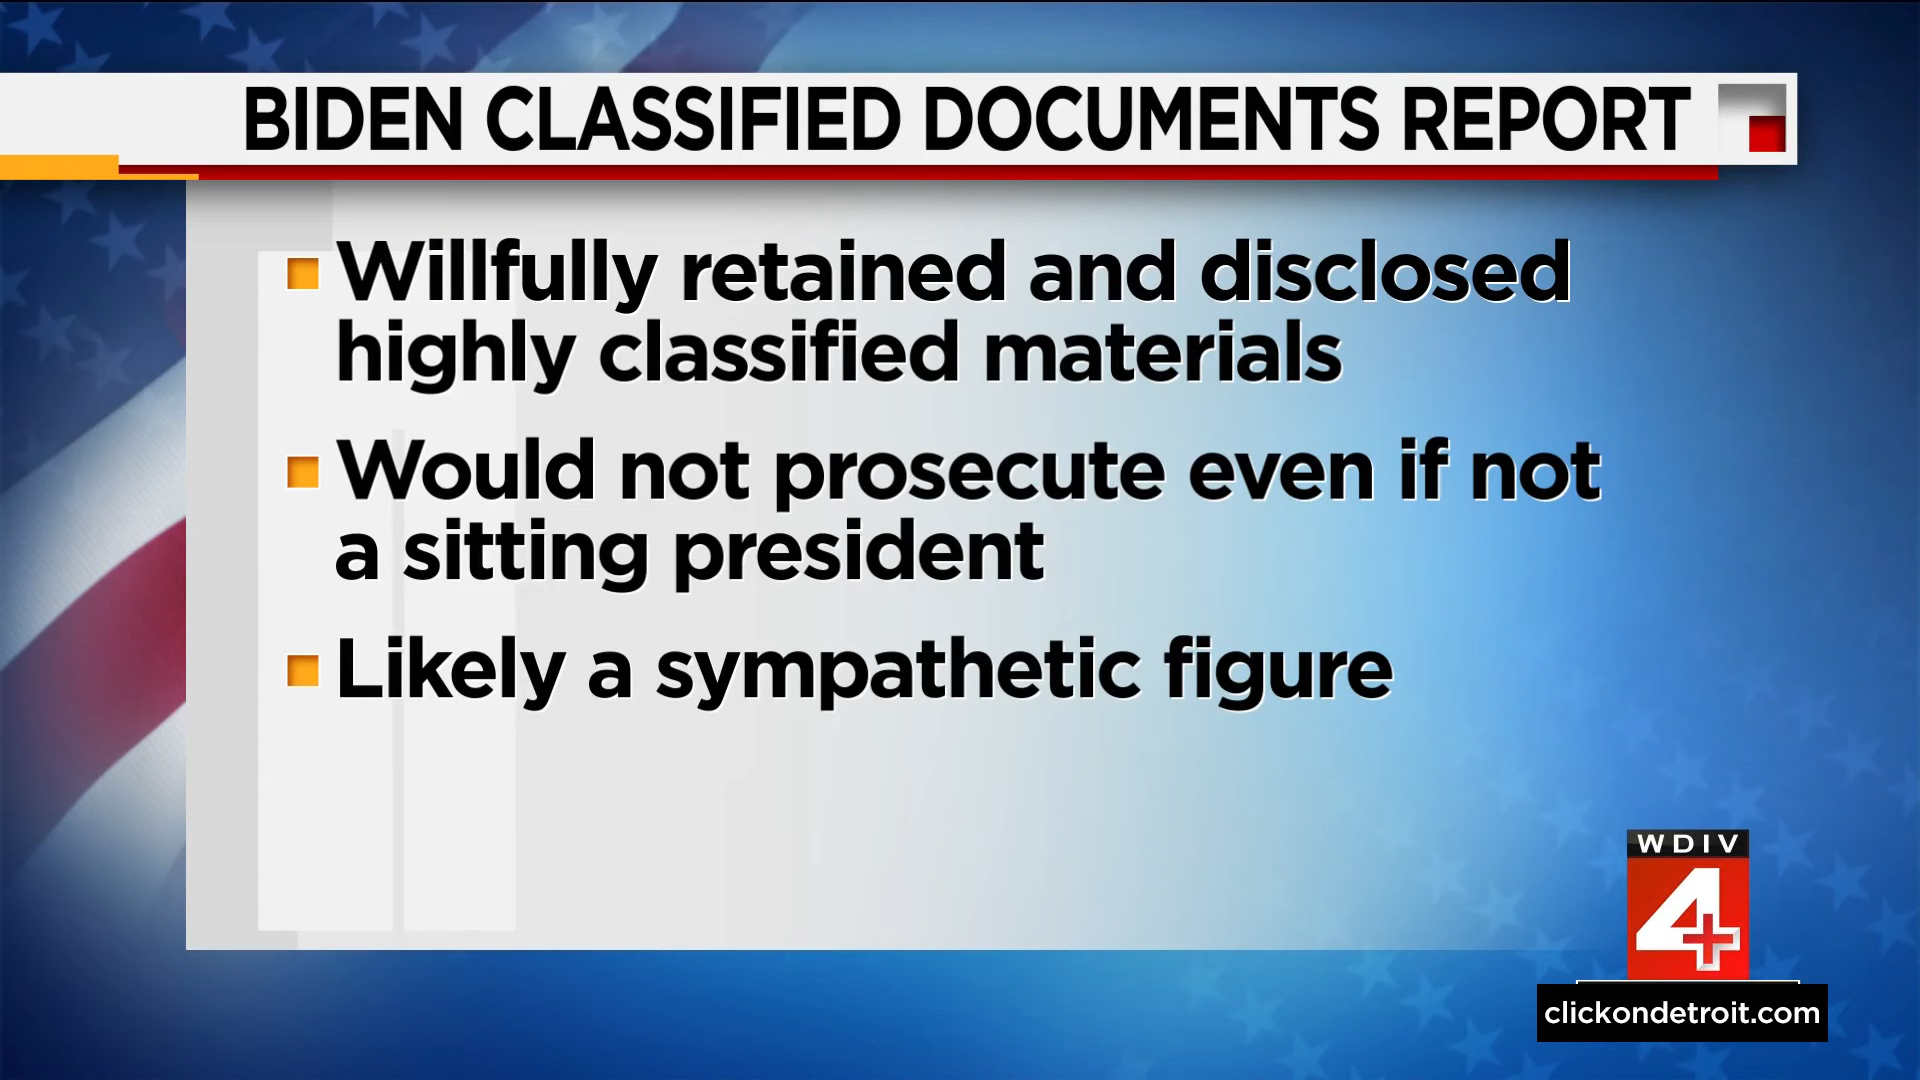 BIDEN CLASSIFIED DOCUMENTS REPORT
Willfully retained and disclosed
highly classified materials
Would not prosecute even if not
a sitting president
Likely a sympathetic figure
WDIV
4+
clickondetroit.com